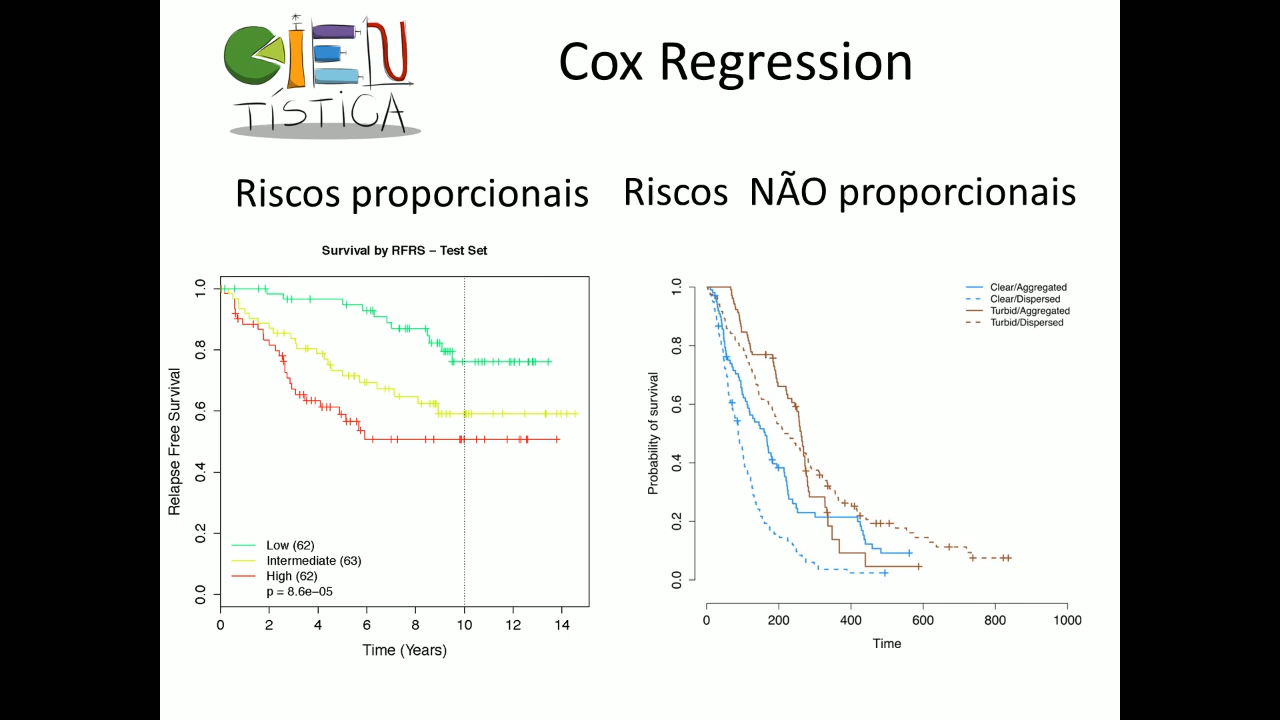 CIEN
TÍSTICA
Cox Regression
Riscos proporcionais
Riscos NÃO proporcionais
Survival by RFRS – Test Set
Relapse Free Survival
1.0
0.8
0.6
0.4
0.2
0.0
Low (62)
Intermediate (63)
High (62)
p = 8.6e–05
0 2 4 6 8 10 12 14
Time (Years)
Clear/Aggregated
Clear/Dispersed
Turbid/Aggregated
Turbid/Dispersed
Probability of survival
1.0
0.8
0.6
0.4
0.2
0.0
0 200 400 600 800 1000
Time